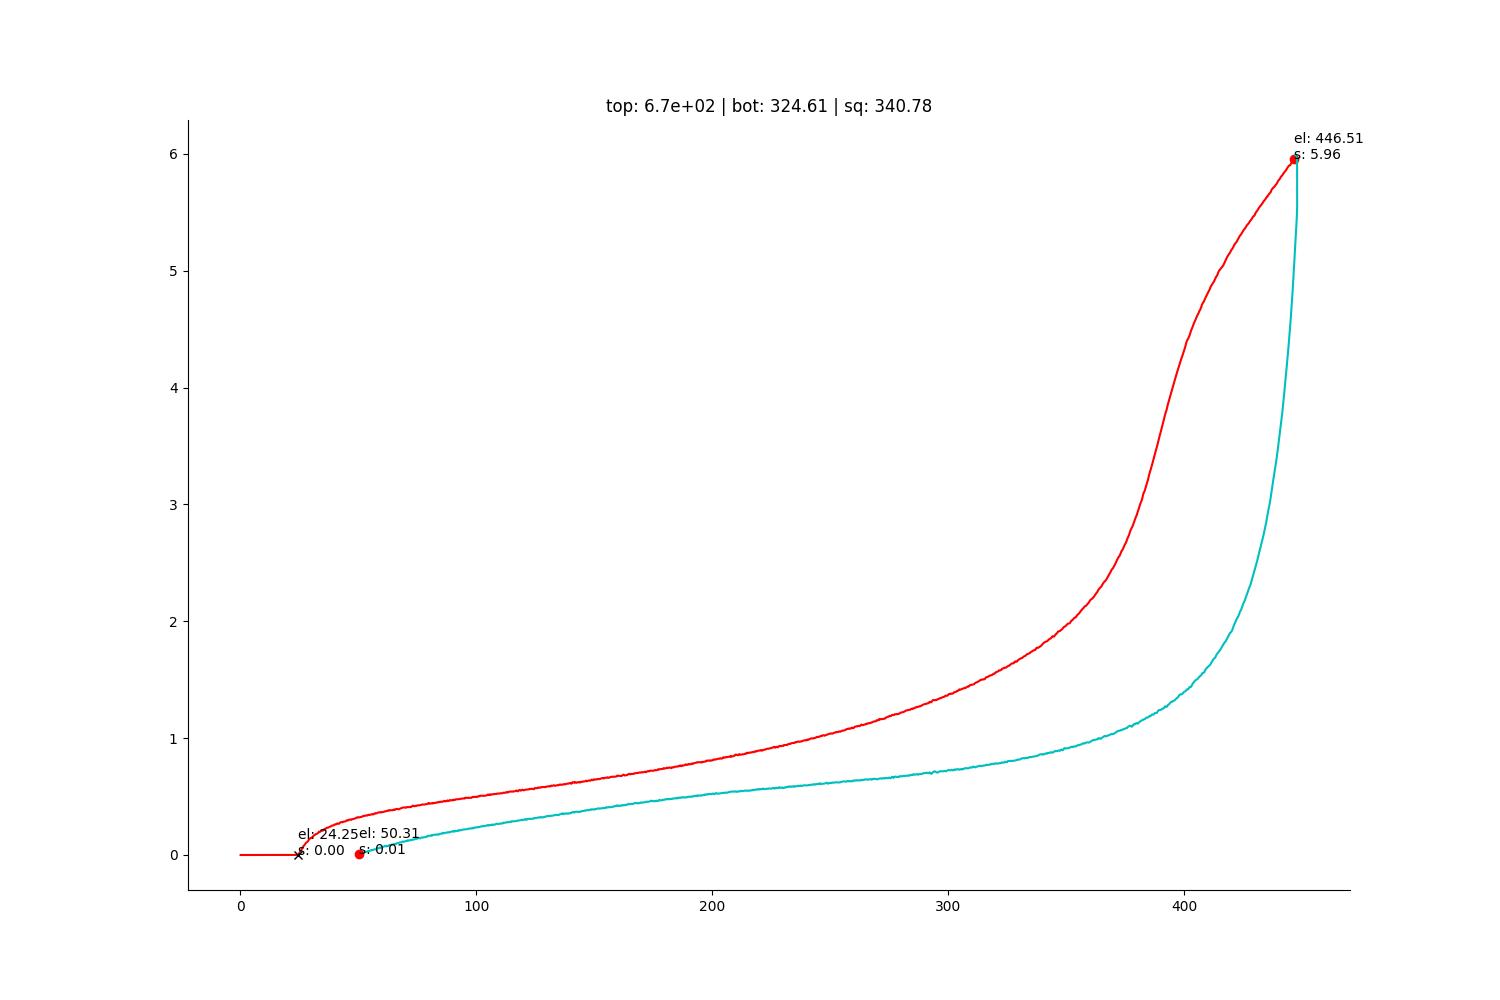 top: 6.7e+02 | bot: 324.61 | sq: 340.78
el: 446.51
s: 5.96
6
5
4
3
2
1
0
el: 24.25
s: 0.00
el: 50.31
s: 0.01
0
100
200
300
400